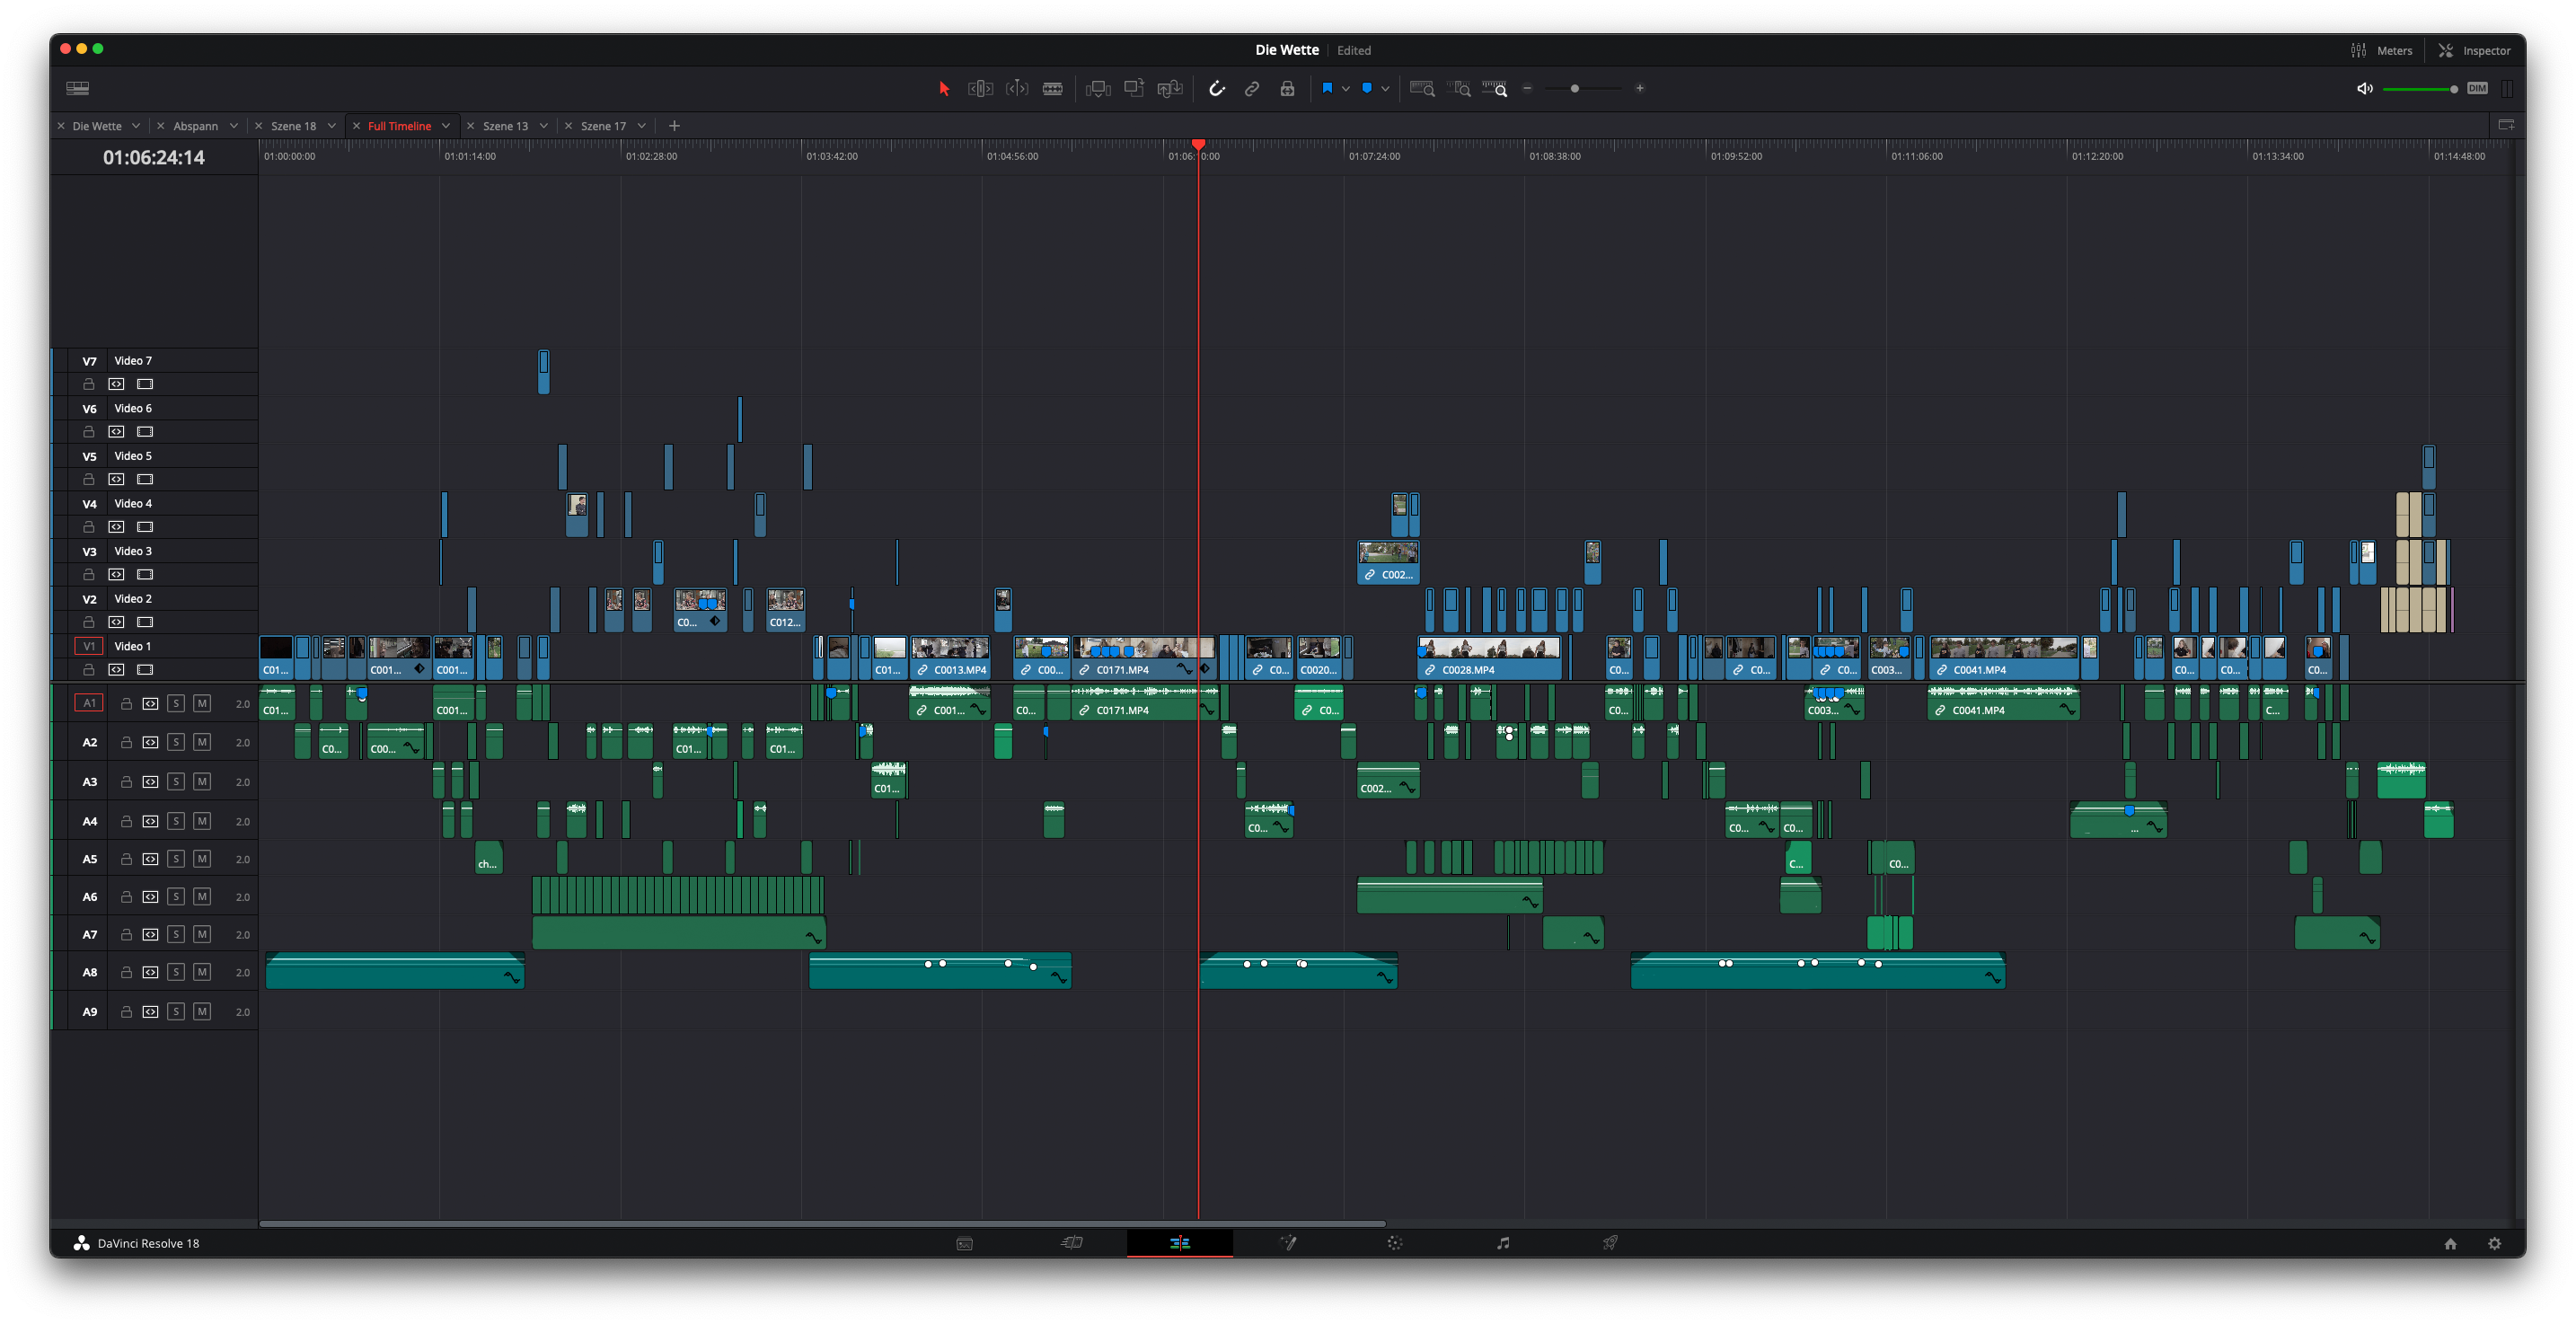 Die Wette Edited
Meters Inspector
DIM
Die Wette Abspann Szene 18 Full Timeline Szene 13 Szene 17
01:06:24:14
01:00:00:00 01:01:14:00 01:02:28:00 01:03:42:00 01:04:56:00 01:07:24:00 01:08:38:00 01:09:52:00 01:11:06:00 01:12:20:00 01:13:34:00 01:14:48:00
V7 Video 7
V6 Video 6
V5 Video 5
V4 Video 4
V3 Video 3
C002...
V2 Video 2
C0... C012...
V1 Video 1
C01... C001... C001... C01... C0013.MP4 C00... C0171.MP4 C0... C0020... C0028.MP4 C0... C0... C0... C003... C0041.MP4 C0... C0... C0...
A1 S M 2.0
C01... C001... C001... C0... C0171.MP4 C0... C0... C003... C0041.MP4 C...
A2 S M 2.0
C0... C00... C01... C01...
A3 S M 2.0
C01... C002...
A4 S M 2.0
C0... C0... C0... ...
A5 S M 2.0
ch... C... C0...
A6 S M 2.0
A7 S M 2.0
A8 S M 2.0
A9 S M 2.0
DaVinci Resolve 18